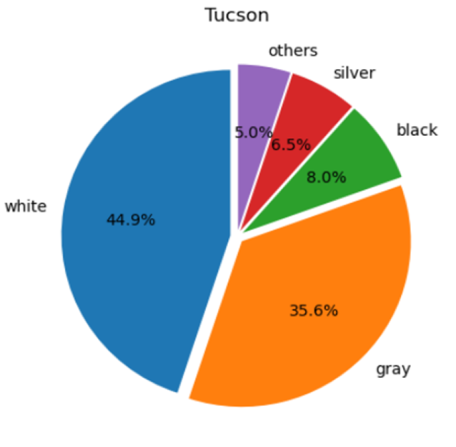 Tucson
others
silver
black
white
5.0%
6.5%
8.0%
44.9%
35.6%
gray